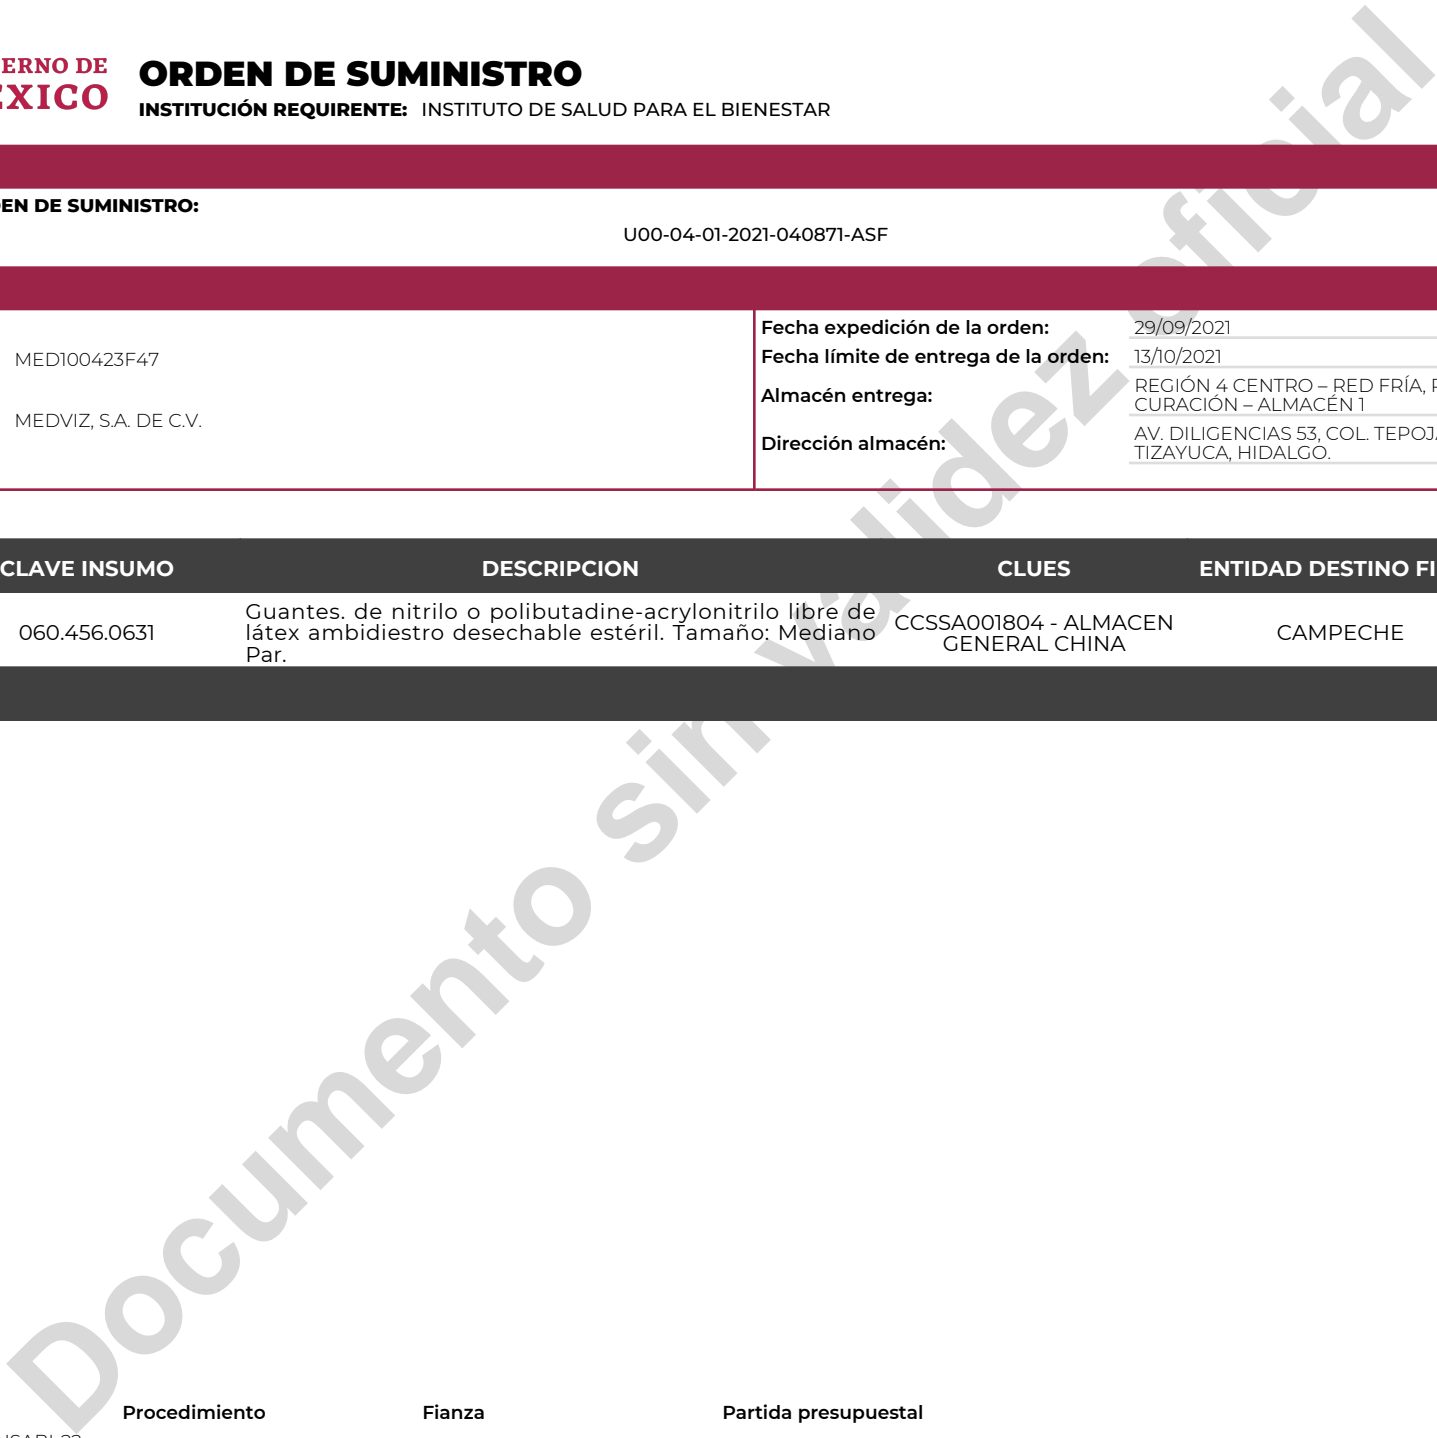 ERNO DE
ORDEN DE SUMINISTRO
INSTITUCIÓN REQUIRENTE: INSTITUTO DE SALUD PARA EL BIENESTAR
DE SUMINISTRO:
U00-04-01-2021-040871-ASF
MED100423F47
MEDVIZ, S.A. DE C.V.
Fecha expedición de la orden: 29/09/2021
Fecha límite de entrega de la orden: 13/10/2021
Almacén entrega: REGIÓN 4 CENTRO – RED FRÍA,
CURACIÓN – ALMACÉN 1
Dirección almacén: AV. DILIGENCIAS 53, COL.
TIZAYUCA, HIDALGO.
CLAVE INSUMO DESCRIPCION CLUES ENTIDAD DESTINO
060.456.0631
Guantes. de nitrilo o polibutadine-acrylonitrilo libre de
látex ambidiestro desechable estéril. Tamaño: Mediano
Par.
CCSSA001804 - ALMACEN
GENERAL CHINA
CAMPECHE
Documento sin validez oficial
Procedimiento Fianza Partida presupuestal